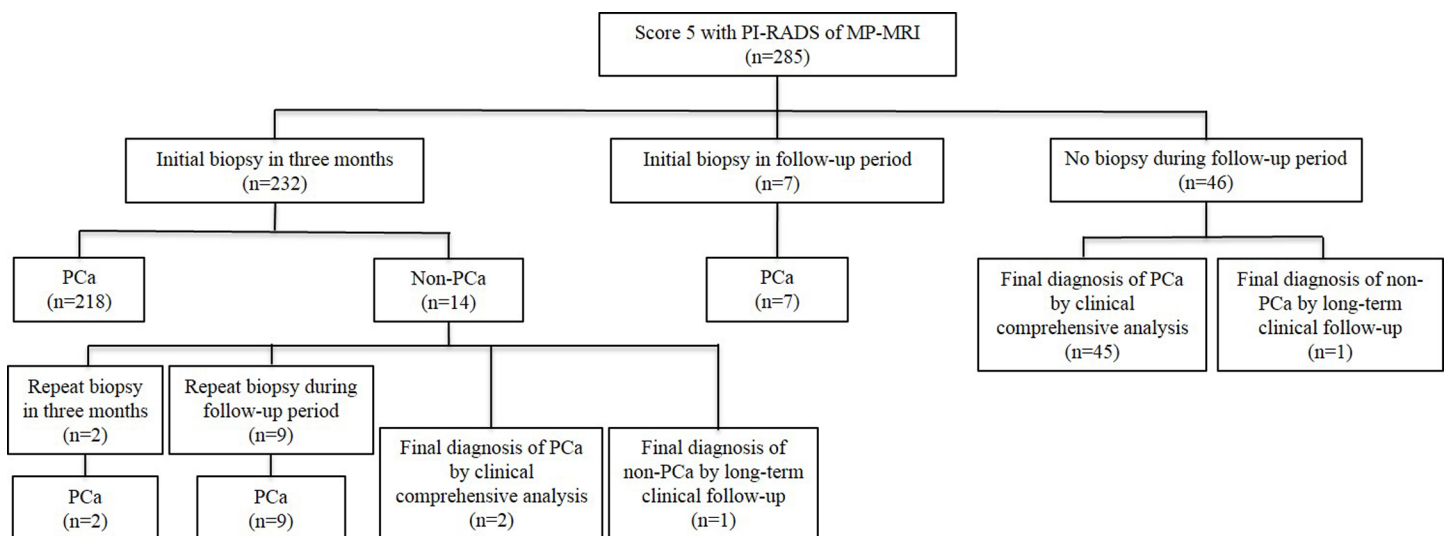 Score 5 with PI-RADS of MP-MRI
(n=285)
Initial biopsy in three months
(n=232)
Initial biopsy in follow-up period
(n=7)
No biopsy during follow-up period
(n=46)
PCa
(n=218)
Non-PCa
(n=14)
PCa
(n=7)
Final diagnosis of PCa
by clinical
comprehensive analysis
(n=45)
Final diagnosis of non-
PCa by long-term
clinical follow-up
(n=1)
Repeat biopsy
in three months
(n=2)
Repeat biopsy during
follow-up period
(n=9)
Final diagnosis of PCa
by clinical
comprehensive analysis
(n=2)
Final diagnosis of
non-PCa by long-term
clinical follow-up
(n=1)
PCa
(n=2)
PCa
(n=9)